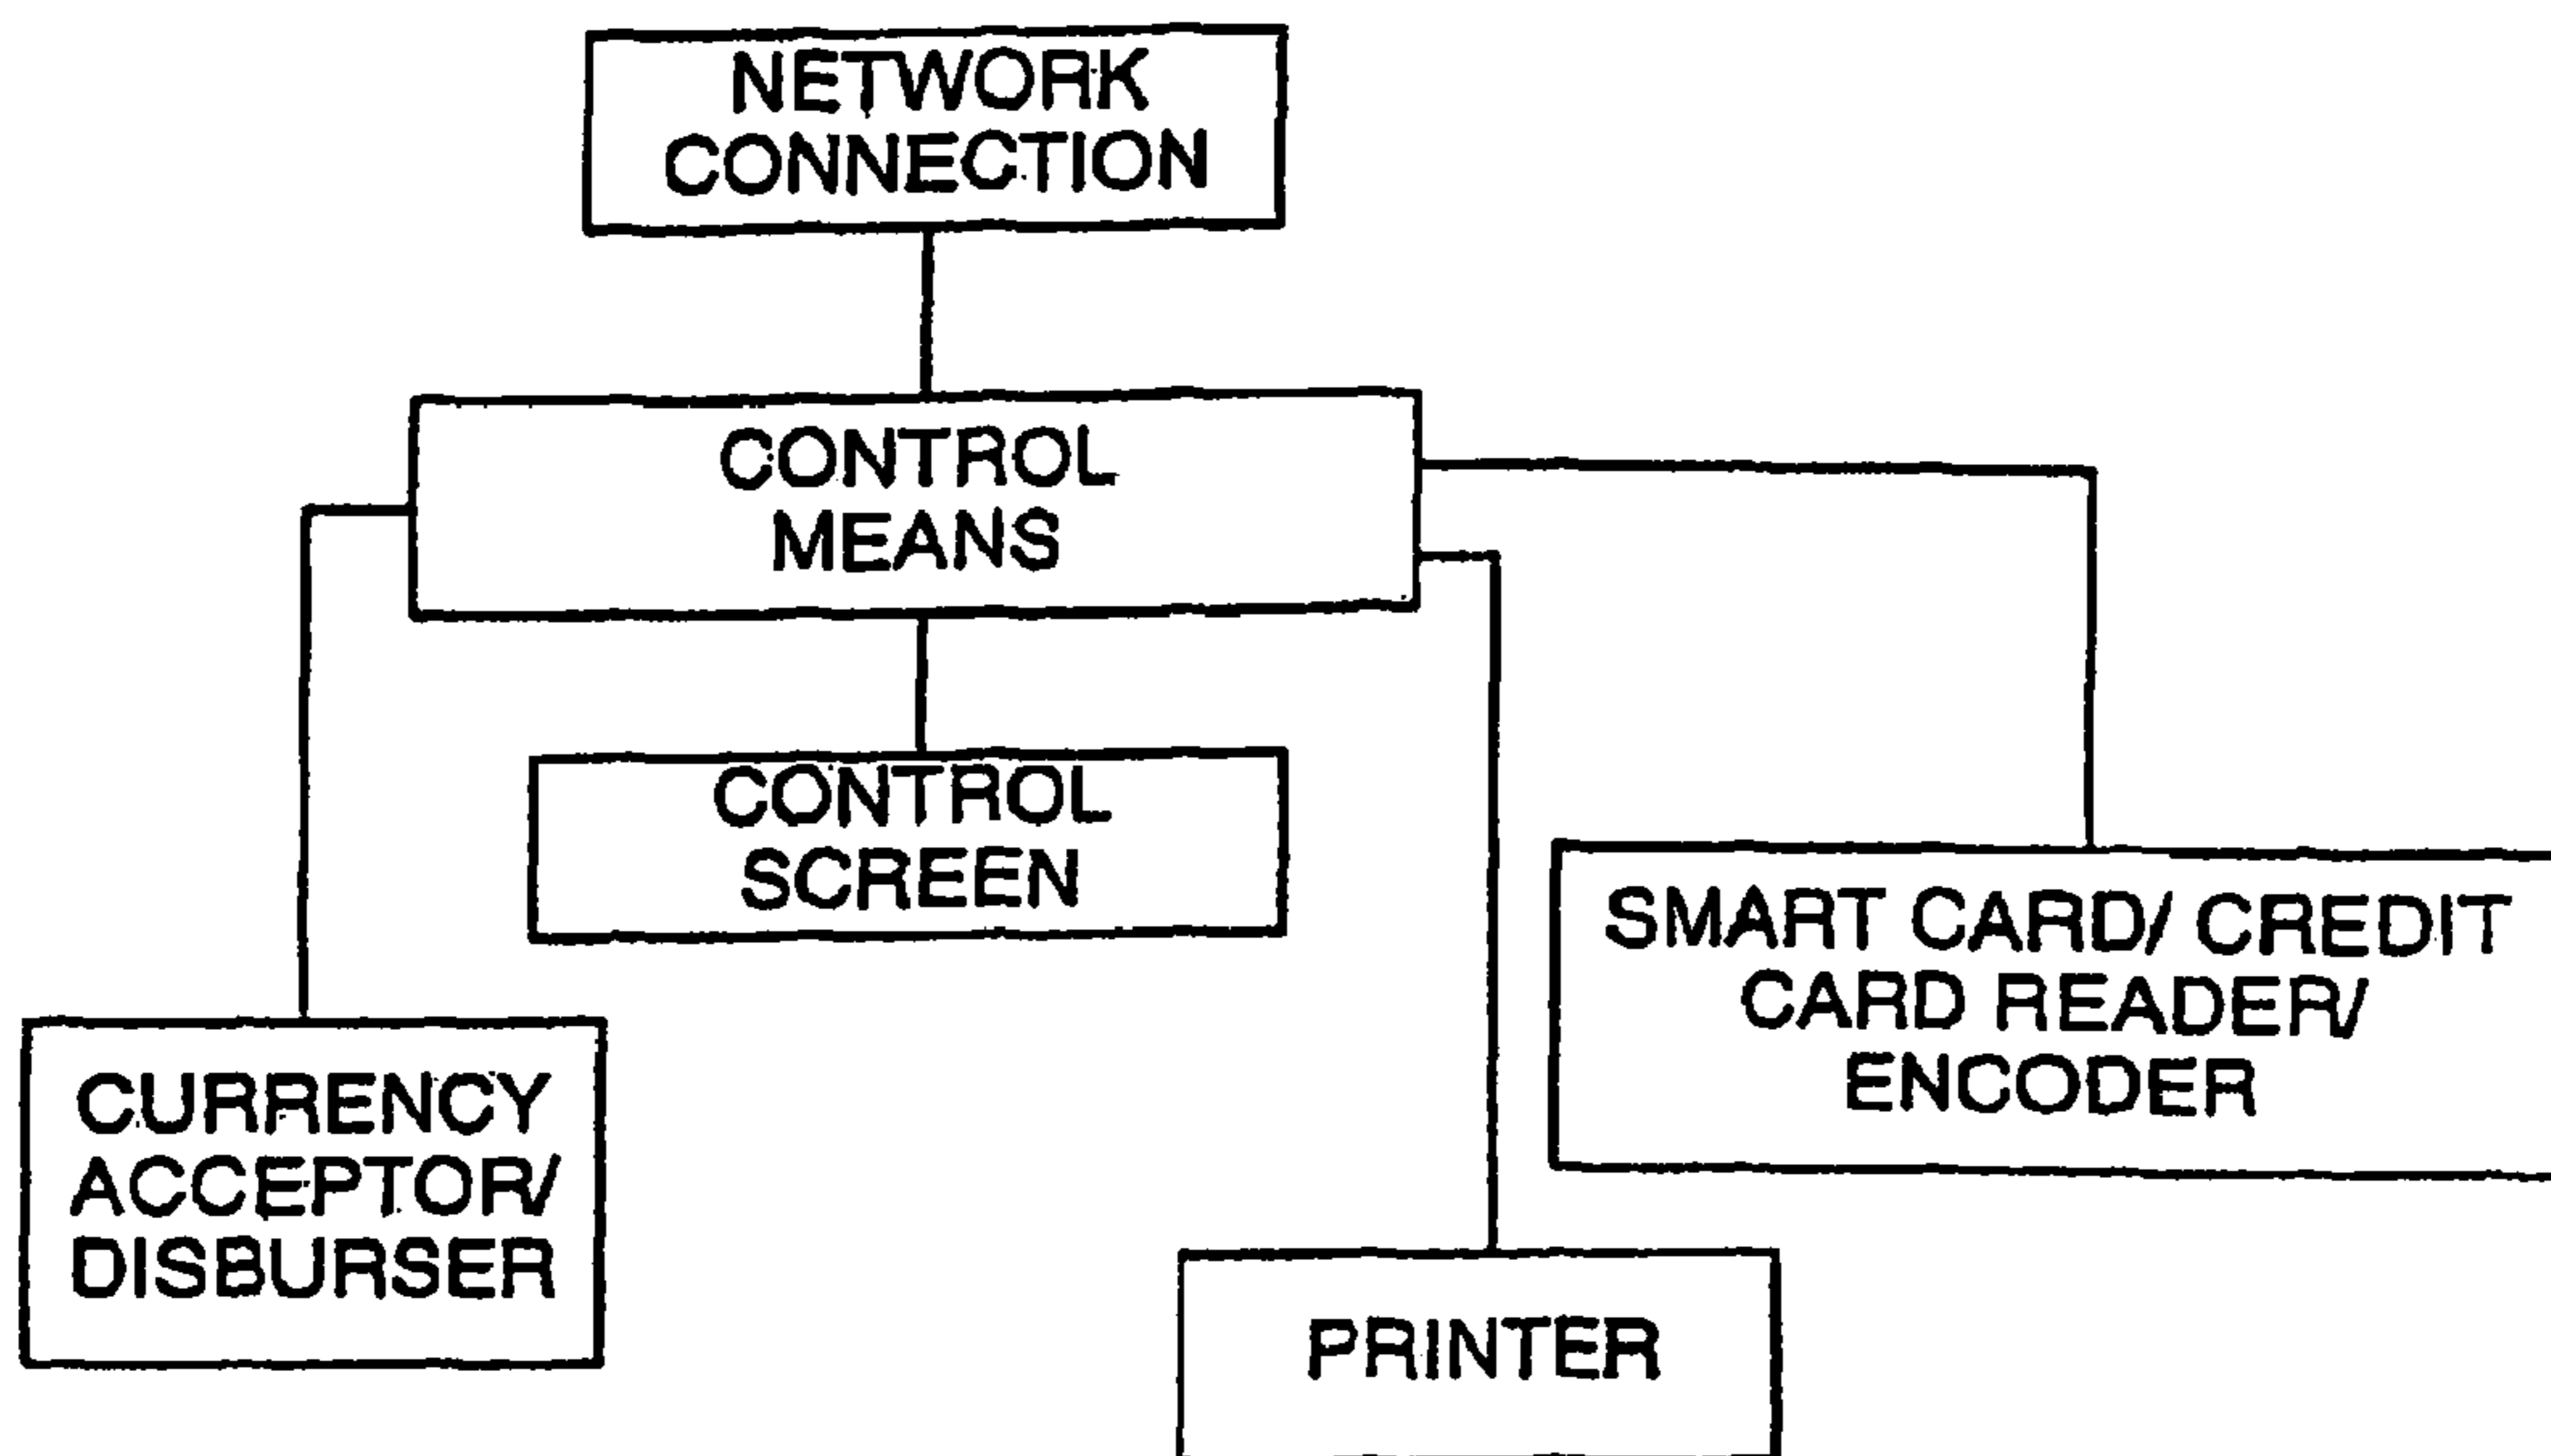 NETWORK
CONNECTION
CONTROL
MEANS
CONTROL
SCREEN
SMART CARD/ CREDIT
CARD READER/
ENCODER
CURRENCY
ACCEPTOR/
DISBURSER
PRINTER